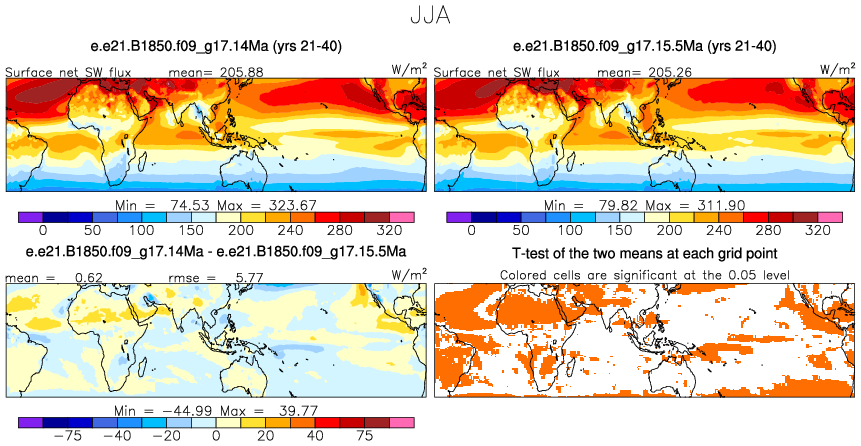 JJA
e.e21.B1850.f09_g17.14Ma (yrs 21-40)
Surface net SW flux mean= 205.88 W/m²
Min = 74.53 Max = 323.67
0 50 100 150 200 240 280 320
e.e21.B1850.f09_g17.15.5Ma (yrs 21-40)
Surface net SW flux mean= 205.26 W/m²
Min = 79.82 Max = 311.90
0 50 100 150 200 240 280 320
e.e21.B1850.f09_g17.14Ma - e.e21.B1850.f09_g17.15.5Ma
mean = 0.62 rmse = 5.77 W/m²
Min = −44.99 Max = 39.77
−75 −40 −20 0 20 40 75
T-test of the two means at each grid point
Colored cells are significant at the 0.05 level